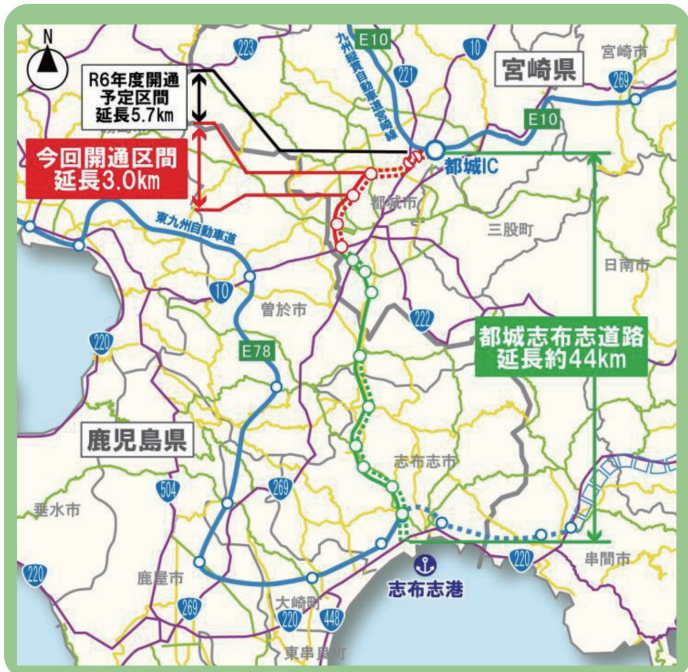 N
R6年度開通
予定区間
延長5.7km
今回開通区間
延長3.0km
223
E10
10
221
九州縦貫自動車道宮崎線
宮崎県
宮崎市
269
E10
都城IC
都城市
三股町
日南市
東九州自動車道
10
曽於市
222
220
E78
都城志布志道路
延長約44km
鹿児島県
志布志市
504
269
垂水市
220
鹿屋市
269
大崎町
220
448
東串良町
志布志港
220
串間市